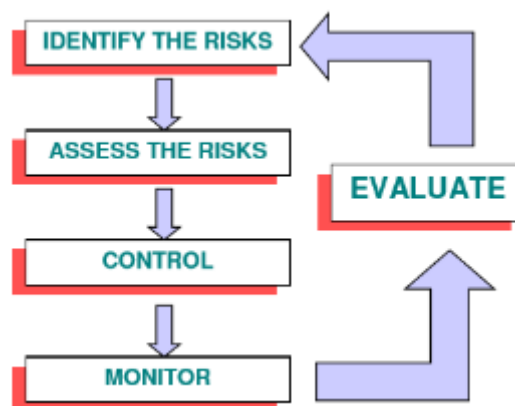 IDENTIFY THE RISKS
ASSESS THE RISKS
EVALUATE
CONTROL
MONITOR